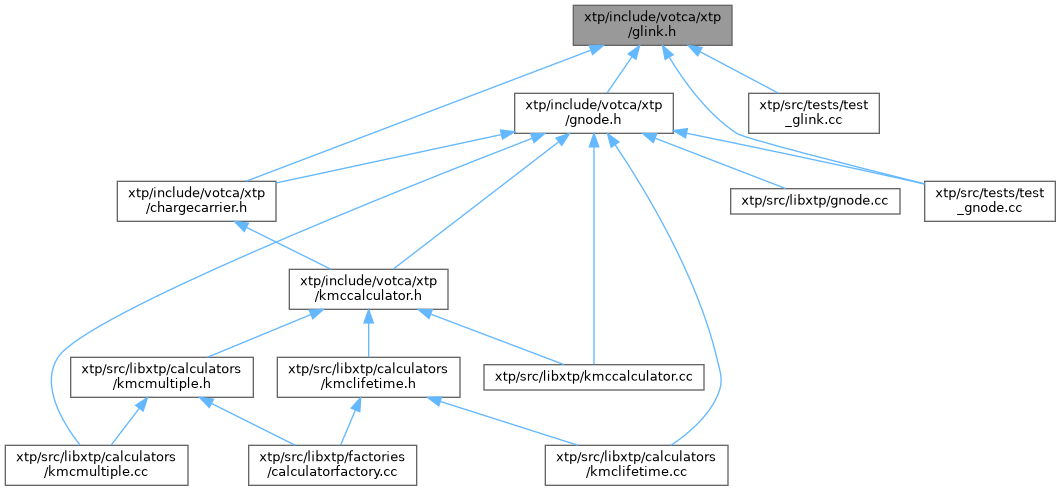 xtp/include/votca/xtp
/glink.h
xtp/include/votca/xtp
/gnode.h
xtp/src/tests/test
_glink.cc
xtp/include/votca/xtp
/chargecarrier.h
xtp/src/libxtp/gnode.cc
xtp/src/tests/test
_gnode.cc
xtp/include/votca/xtp
/kmccalculator.h
xtp/src/libxtp/calculators
/kmcmultiple.h
xtp/src/libxtp/calculators
/kmclifetime.h
xtp/src/libxtp/kmccalculator.cc
xtp/src/libxtp/calculators
/kmcmultiple.cc
xtp/src/libxtp/factories
/calculatorfactory.cc
xtp/src/libxtp/calculators
/kmclifetime.cc